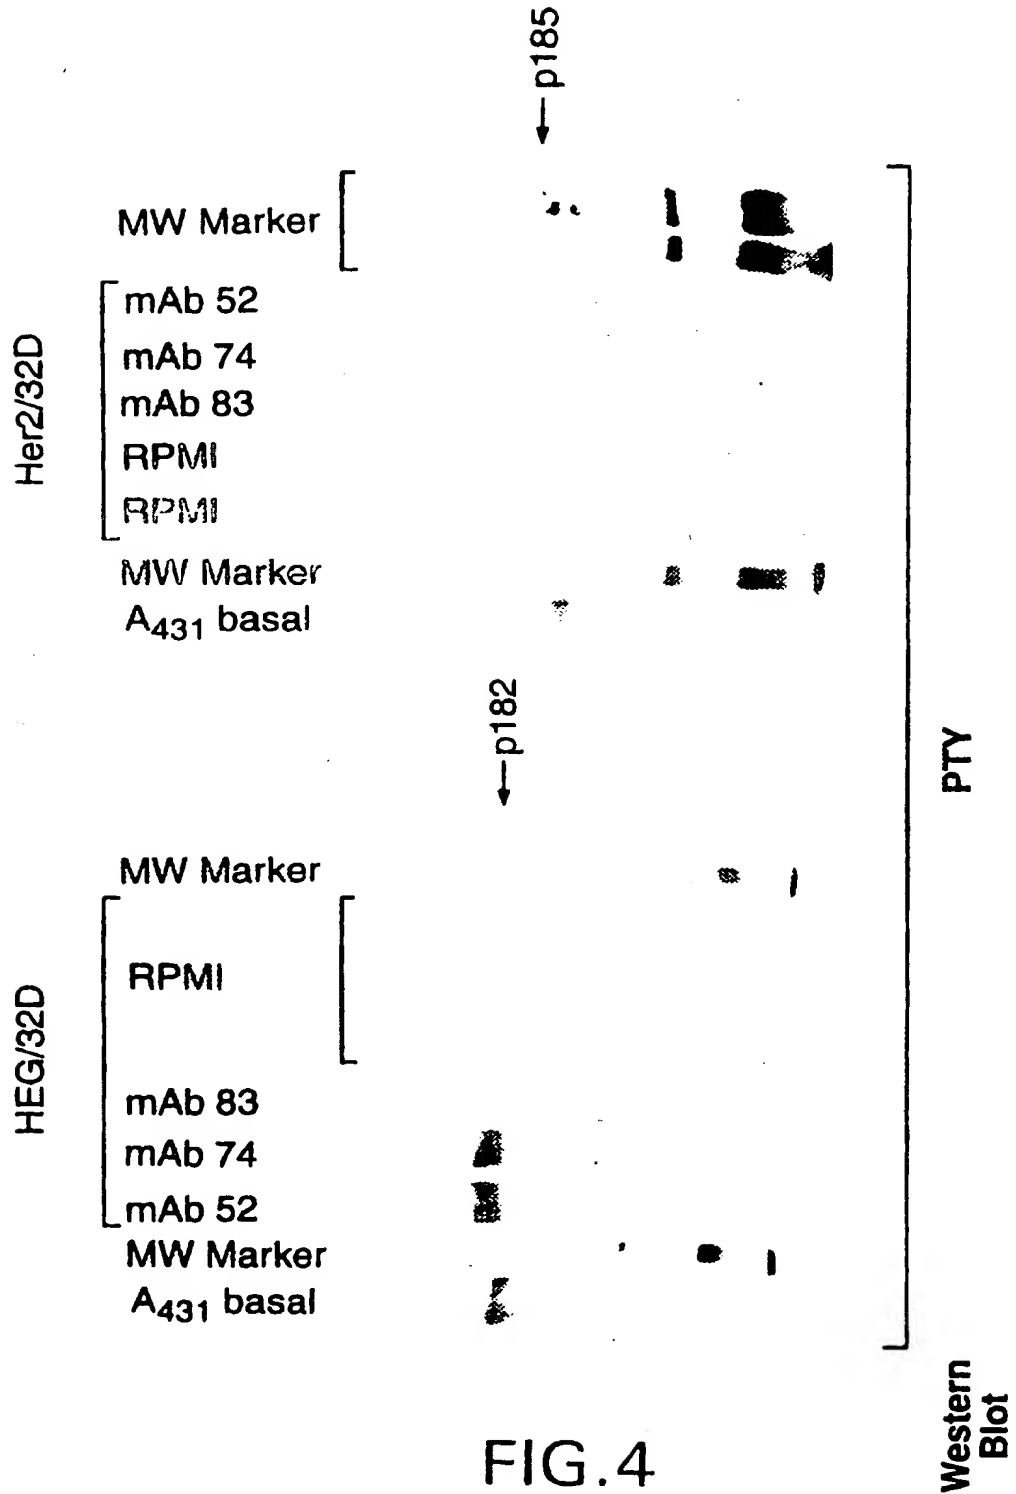 p185
MW Marker
Her2/32D
mAb 52
mAb 74
mAb 83
RPMI
RPMI
MW Marker
A431 basal
p182
MW Marker
HEG/32D
RPMI
mAb 83
mAb 74
mAb 52
MW Marker
A431 basal
PTY
Western
Blot
FIG.4